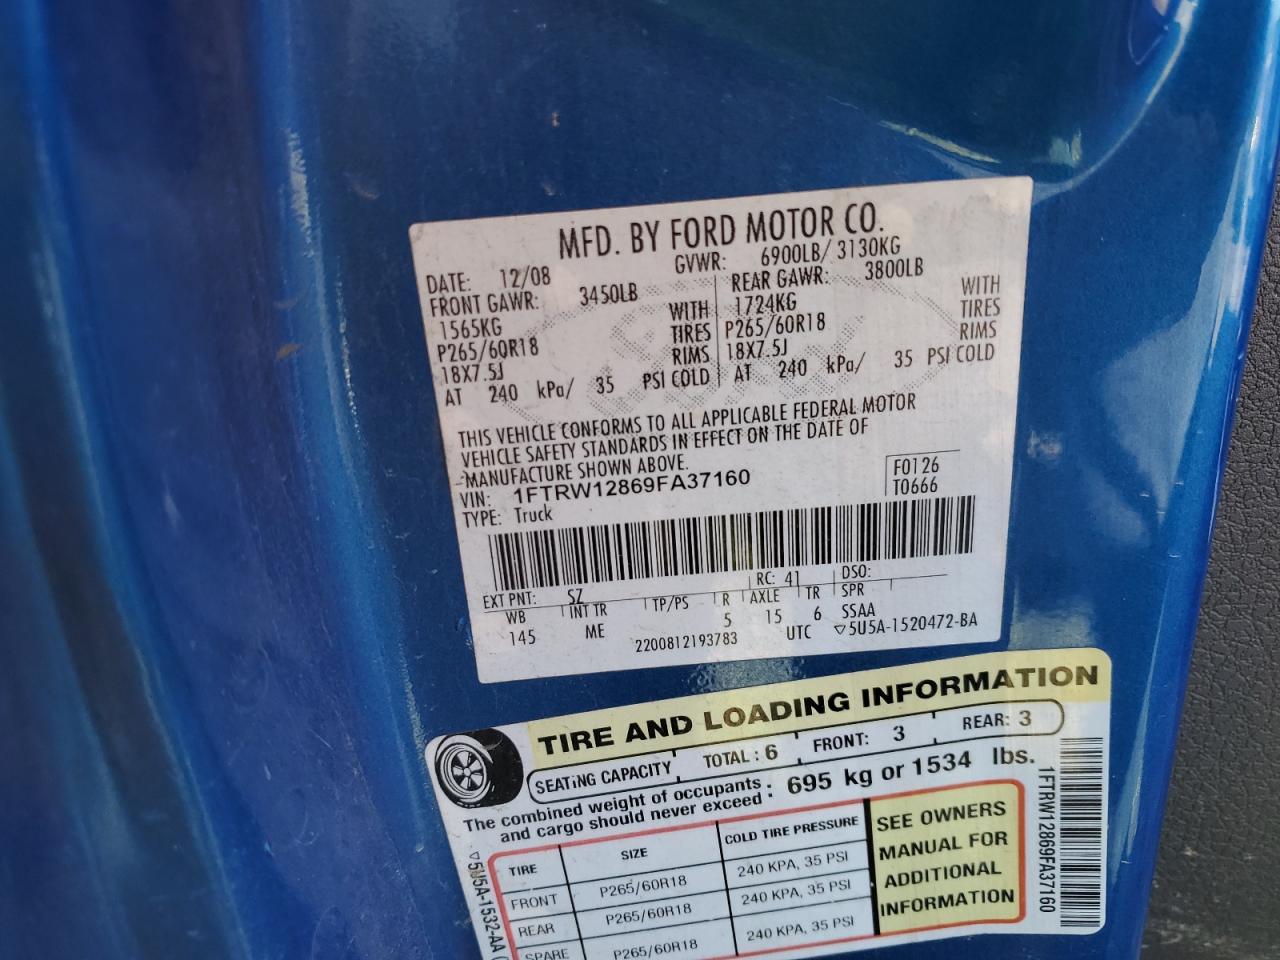 MFD. BY FORD MOTOR CO.
DATE: 12/08 GVWR: 6900LB/ 3130KG
FRONT GAWR: 3450LB REAR GAWR: 3800LB
1565KG WITH 1724KG WITH
P265/60R18 TIRES P265/60R18 TIRES
18X7.5J RIMS 18X7.5J RIMS
AT 240 kPa/ 35 PSI COLD AT 240 kPa/ 35 PSI COLD
THIS VEHICLE CONFORMS TO ALL APPLICABLE FEDERAL MOTOR
VEHICLE SAFETY STANDARDS IN EFFECT ON THE DATE OF
MANUFACTURE SHOWN ABOVE.
VIN: 1FTRW12869FA37160 F0126
TYPE: Truck T0666
EXT PNT: SZ RC: 41 DSO:
WB INT TR TP/PS R AXLE TR SPR
145 ME 5 15 6 SSAA
2200812193783 UTC ▽5U5A-1520472-BA
TIRE AND LOADING INFORMATION
SEATING CAPACITY TOTAL: 6 FRONT: 3 REAR: 3
The combined weight of occupants
and cargo should never exceed : 695 kg or 1534 lbs.
TIRE SIZE COLD TIRE PRESSURE
FRONT P265/60R18 240 KPA, 35 PSI
REAR P265/60R18 240 KPA, 35 PSI
SPARE P265/60R18 240 KPA, 35 PSI
SEE OWNERS
MANUAL FOR
ADDITIONAL
INFORMATION
1FTRW12869FA37160
▽5U5A-1532-AA